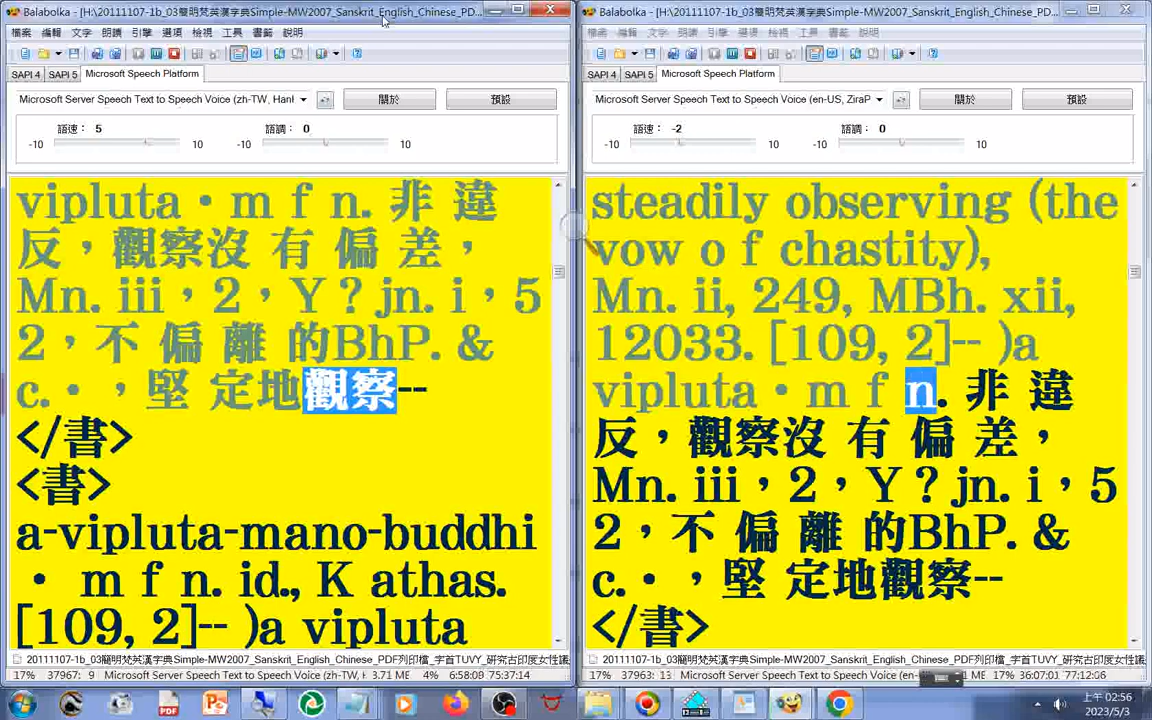 Balabolka - [H:\20111107-1b_03簡明梵英漢字典Simple-MW2007_Sanskrit_English_Chinese_PD...
檔案 編輯 文字 朗讀 引擎 選項 檢視 工具 書籤 說明
SAPI 4 SAPI 5 Microsoft Speech Platform
Microsoft Server Speech Text to Speech Voice (zh-TW, HanH
關於 預設
語速： 5 語調： 0
-10 10 -10 10
vipluta • m f n. 非 違
反，觀察沒 有 偏 差，
Mn. iii，2，Y？jn. i，5
2，不 偏 離 的BhP. &
c.•，堅 定地觀察--
</書>
<書>
a-vipluta-mano-buddhi
• m f n. id., K athas.
[109, 2]-- )a vipluta
20111107-1b_03簡明梵英漢字典Simple-MW2007_Sanskrit_English_Chinese_PDF列印檔_字首TUVY_研究古印度女性議
17% 37967: 9 Microsoft Server Speech Text to Speech Voice (zh-TW, H 3.71 MB 4% 6:58:09 75:37:14
Balabolka - [H:\20111107-1b_03簡明梵英漢字典Simple-MW2007_Sanskrit_English_Chinese_PD...
檔案 編輯 文字 朗讀 引擎 選項 檢視 工具 書籤 說明
SAPI 4 SAPI 5 Microsoft Speech Platform
Microsoft Server Speech Text to Speech Voice (en-US, ZiraP
關於 預設
語速： -2 語調： 0
-10 10 -10 10
steadily observing (the
vow o f chastity),
Mn. ii, 249, MBh. xii,
12033. [109, 2]-- )a
vipluta • m f n. 非 違
反，觀察沒 有 偏 差，
Mn. iii，2，Y？jn. i，5
2，不 偏 離 的BhP. &
c.•，堅 定地觀察--
</書>
20111107-1b_03簡明梵英漢字典Simple-MW2007_Sanskrit_English_Chinese_PDF列印檔_字首TUVY_研究古印度女性議
17% 37963: 13 Microsoft Server Speech Text to Speech Voice 17% 36:07:01 77:12:06
上午 02:56
2023/5/3